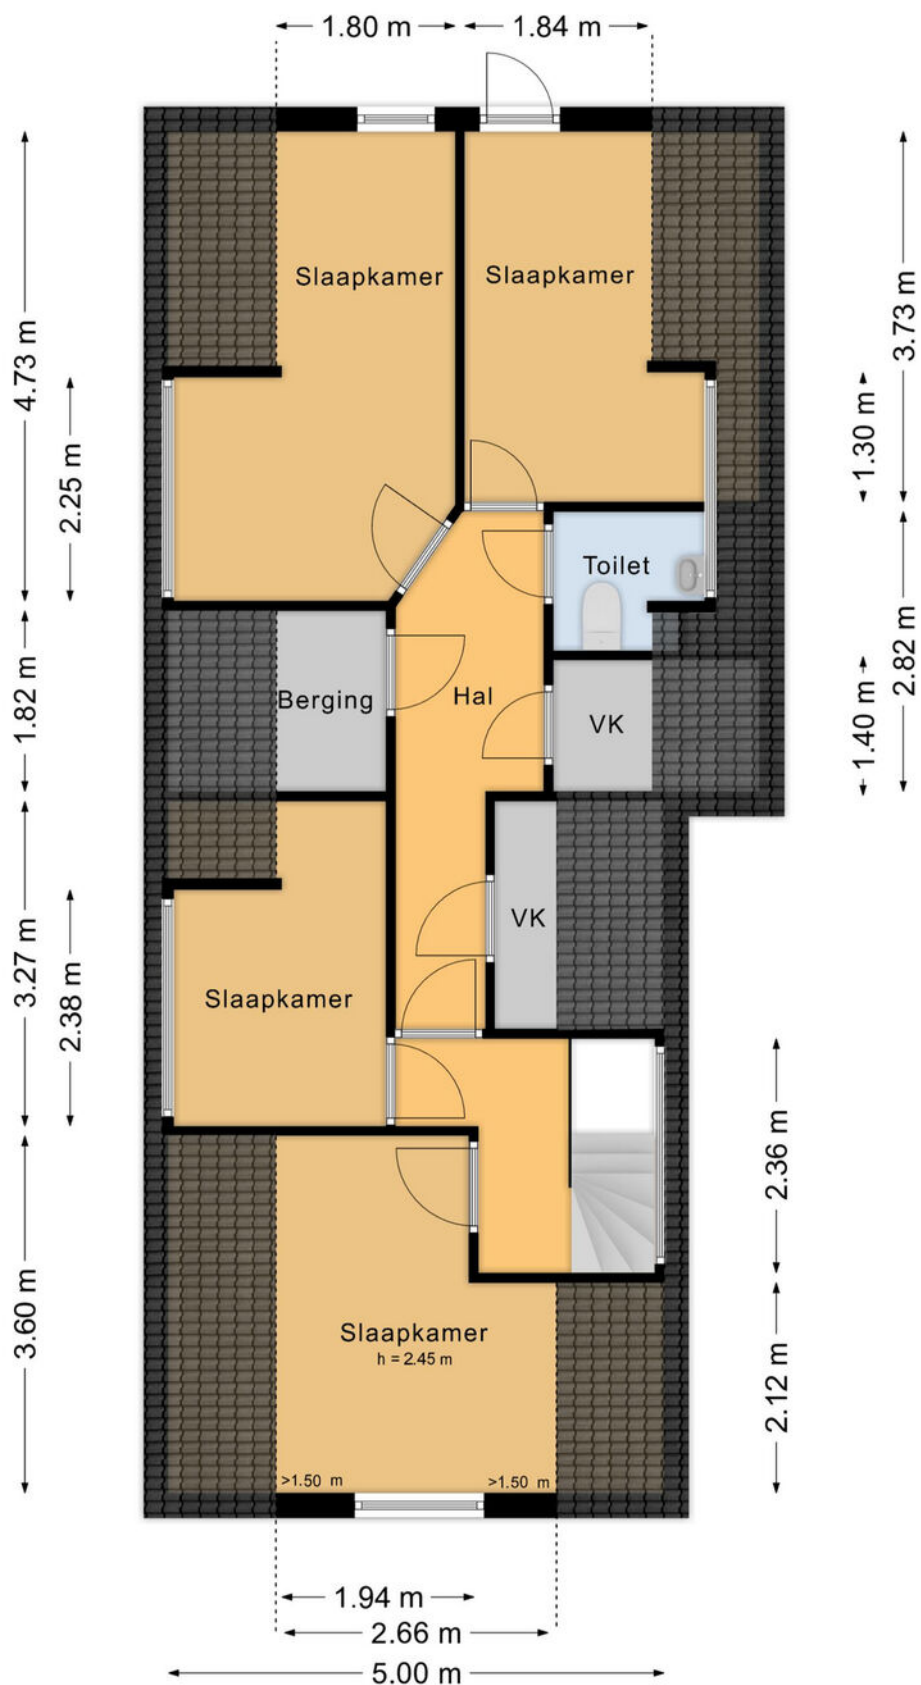 1.80 m
1.84 m
4.73 m
2.25 m
1.82 m
3.27 m
2.38 m
3.60 m
Slaapkamer
Slaapkamer
Toilet
Berging
Hal
VK
VK
Slaapkamer
Slaapkamer
h = 2.45 m
>1.50 m
>1.50 m
3.73 m
1.30 m
2.82 m
1.40 m
2.36 m
2.12 m
1.94 m
2.66 m
5.00 m